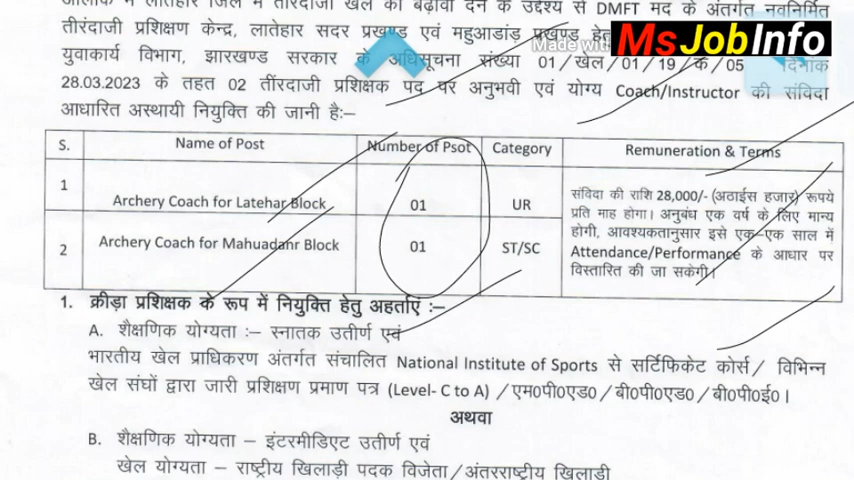 आलोक में लातेहार जिले में तीरंदाजी खेल को बढ़ावा देने के उद्देश्य से DMFT मद के अंतर्गत नवनिर्मित
तीरंदाजी प्रशिक्षण केन्द्र, लातेहार सदर प्रखण्ड एवं महुआडांड़ प्रखण्ड हेतु
Made with
MsJobInfo
युवाकार्य विभाग, झारखण्ड सरकार के अधिसूचना संख्या 01/खेल/01/19/क/05 दिनांक
28.03.2023 के तहत 02 तींरदाजी प्रशिक्षक पद पर अनुभवी एवं योग्य Coach/Instructor की संविदा
आधारित अस्थायी नियुक्ति की जानी है:–
S. Name of Post Number of Psot Category Remuneration & Terms
1 Archery Coach for Latehar Block 01 UR
2 Archery Coach for Mahuadanr Block 01 ST/SC
संविदा की राशि 28,000/- (अठाईस हजार) रूपये
प्रति माह होगा। अनुबंध एक वर्ष के लिए मान्य
होगी, आवश्यकतानुसार इसे एक–एक साल में
Attendance/Performance के आधार पर
विस्तारित की जा सकेगी।
1. क्रीड़ा प्रशिक्षक के रूप में नियुक्ति हेतु अहर्ताएं :–
A. शैक्षणिक योग्यता :– स्नातक उतीर्ण एवं
भारतीय खेल प्राधिकरण अंतर्गत संचालित National Institute of Sports से सर्टिफिकेट कोर्स/ विभिन्न
खेल संघों द्वारा जारी प्रशिक्षण प्रमाण पत्र (Level- C to A) /एम0पी0एड0/बी0पी0एड0/बी0पी0ई0।
अथवा
B. शैक्षणिक योग्यता – इंटरमीडिएट उतीर्ण एवं
खेल योग्यता – राष्ट्रीय खिलाड़ी पदक विजेता/अंतरराष्ट्रीय खिलाड़ी